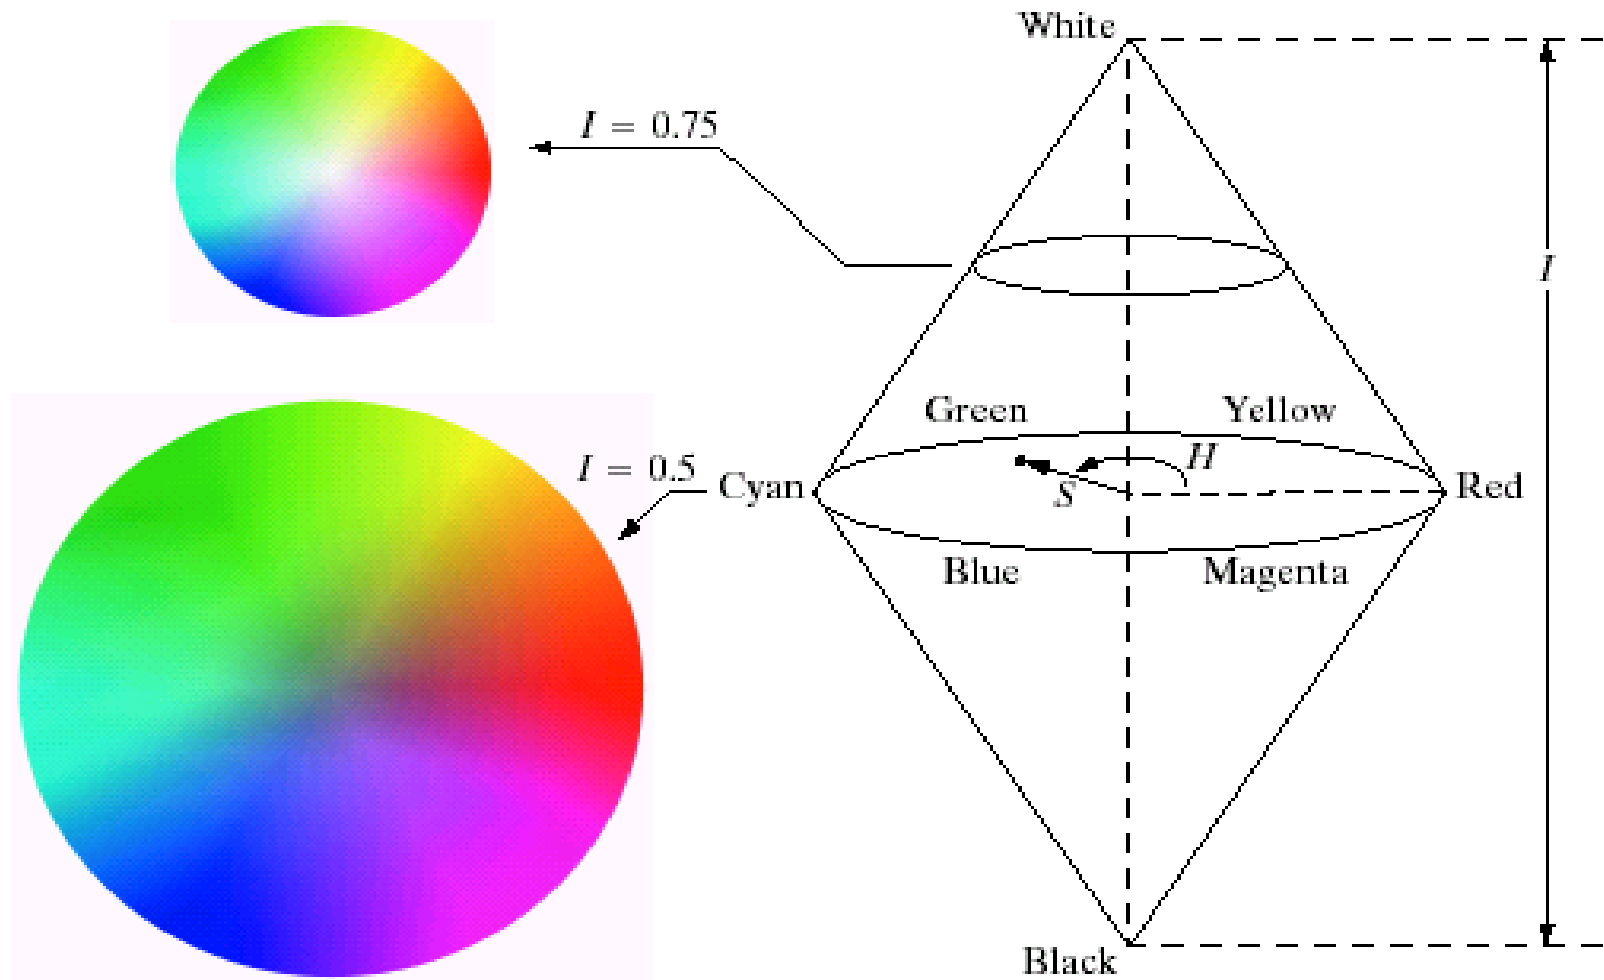 White
I = 0.75
I
Green Yellow
H
I = 0.5 Cyan S Red
Blue Magenta
Black